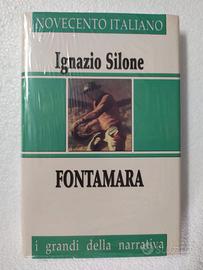 NOVECENTO ITALIANO
Ignazio Silone
FONTAMARA
i grandi della narrativa